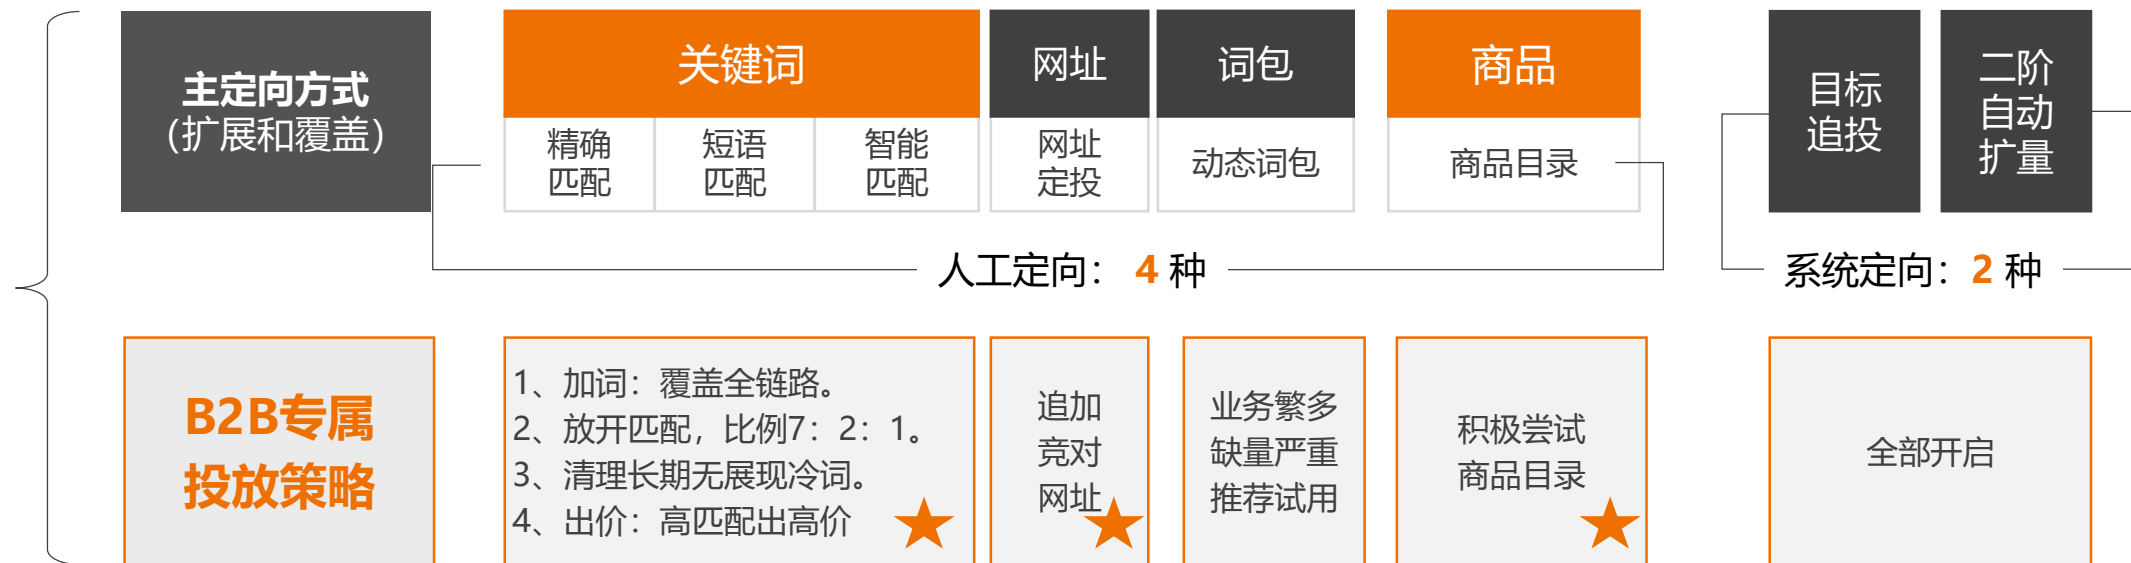 主定向方式
（扩展和覆盖）
关键词
网址
词包
商品
目标
追投
二阶
自动
扩量
精确
匹配
短语
匹配
智能
匹配
网址
定投
动态词包
商品目录
人工定向： 4 种
系统定向：2 种
B2B专属
投放策略
1、加词：覆盖全链路。
2、放开匹配，比例7：2：1。
3、清理长期无展现冷词。
4、出价：高匹配出高价
追加
竞对
网址
业务繁多
缺量严重
推荐试用
积极尝试
商品目录
全部开启